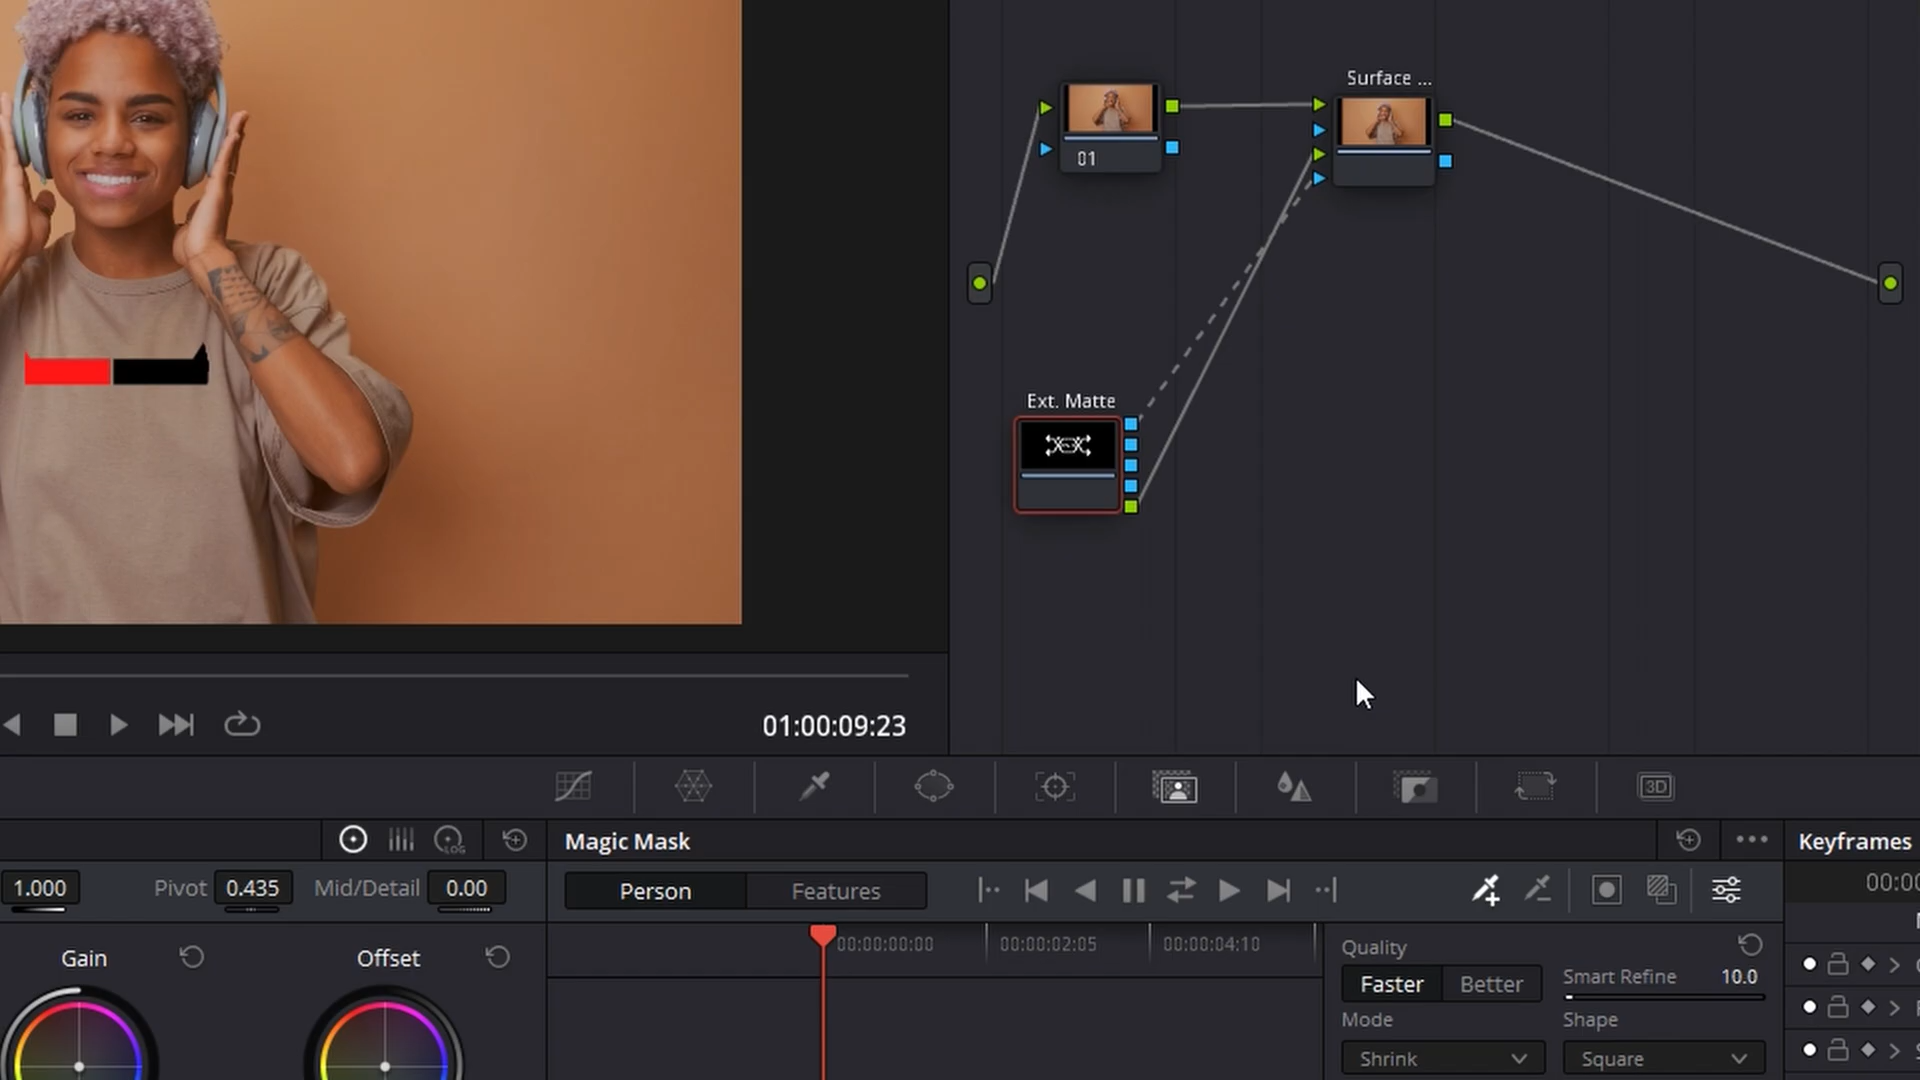 Surface ...
01
Ext. Matte
01:00:09:23
LOG
3D
Magic Mask
Keyframes
1.000
Pivot
0.435
Mid/Detail
0.00
Person
Features
00:00
Gain
Offset
00:00:00:00
00:00:02:05
00:00:04:10
Quality
Faster
Better
Smart Refine
10.0
Mode
Shape
Shrink
Square